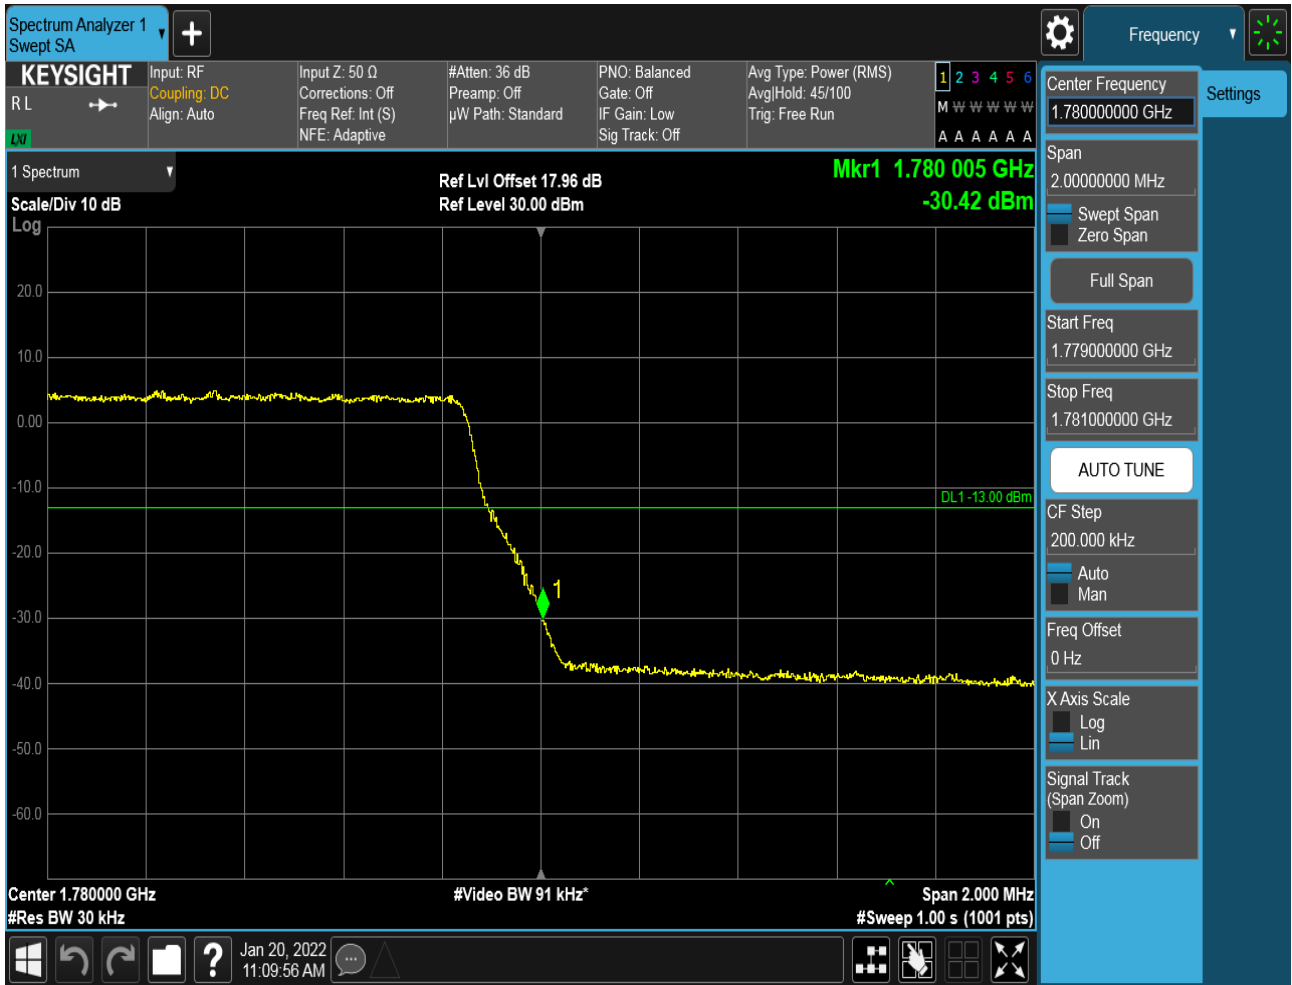 Spectrum Analyzer 1
Swept SA
Frequency
KEYSIGHT
R L
LXI
Input: RF
Coupling: DC
Align: Auto
Input Z: 50 Ω
Corrections: Off
Freq Ref: Int (S)
NFE: Adaptive
#Atten: 36 dB
Preamp: Off
µW Path: Standard
PNO: Balanced
Gate: Off
IF Gain: Low
Sig Track: Off
Avg Type: Power (RMS)
Avg|Hold: 45/100
Trig: Free Run
1 2 3 4 5 6
M W W W W W
A A A A A A
1 Spectrum
Scale/Div 10 dB
Log
Ref Lvl Offset 17.96 dB
Ref Level 30.00 dBm
Mkr1 1.780 005 GHz
-30.42 dBm
20.0
10.0
0.00
-10.0
-20.0
-30.0
-40.0
-50.0
-60.0
DL1 -13.00 dBm
1
Center 1.780000 GHz
#Res BW 30 kHz
#Video BW 91 kHz*
Span 2.000 MHz
#Sweep 1.00 s (1001 pts)
Jan 20, 2022
11:09:56 AM
Center Frequency
1.780000000 GHz
Settings
Span
2.00000000 MHz
Swept Span
Zero Span
Full Span
Start Freq
1.779000000 GHz
Stop Freq
1.781000000 GHz
AUTO TUNE
CF Step
200.000 kHz
Auto
Man
Freq Offset
0 Hz
X Axis Scale
Log
Lin
Signal Track
(Span Zoom)
On
Off